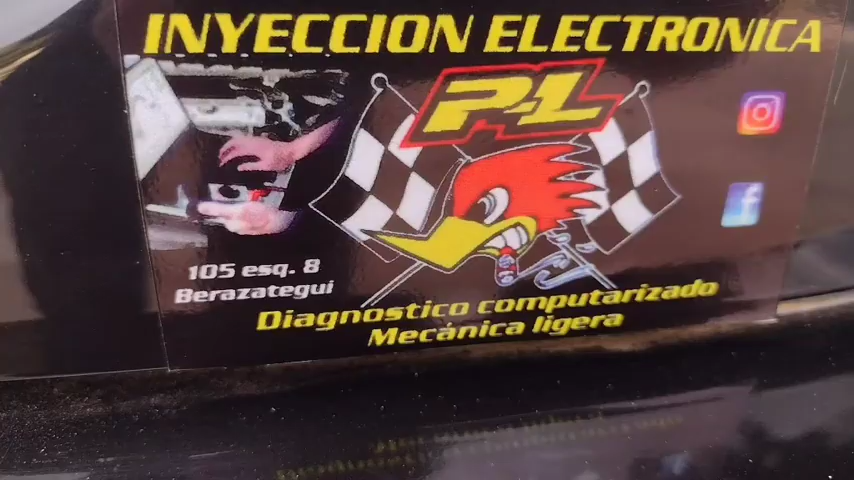 INYECCION ELECTRONICA
P-L
105 esq. 8
Berazategui
Diagnostico computarizado
Mecánica ligera